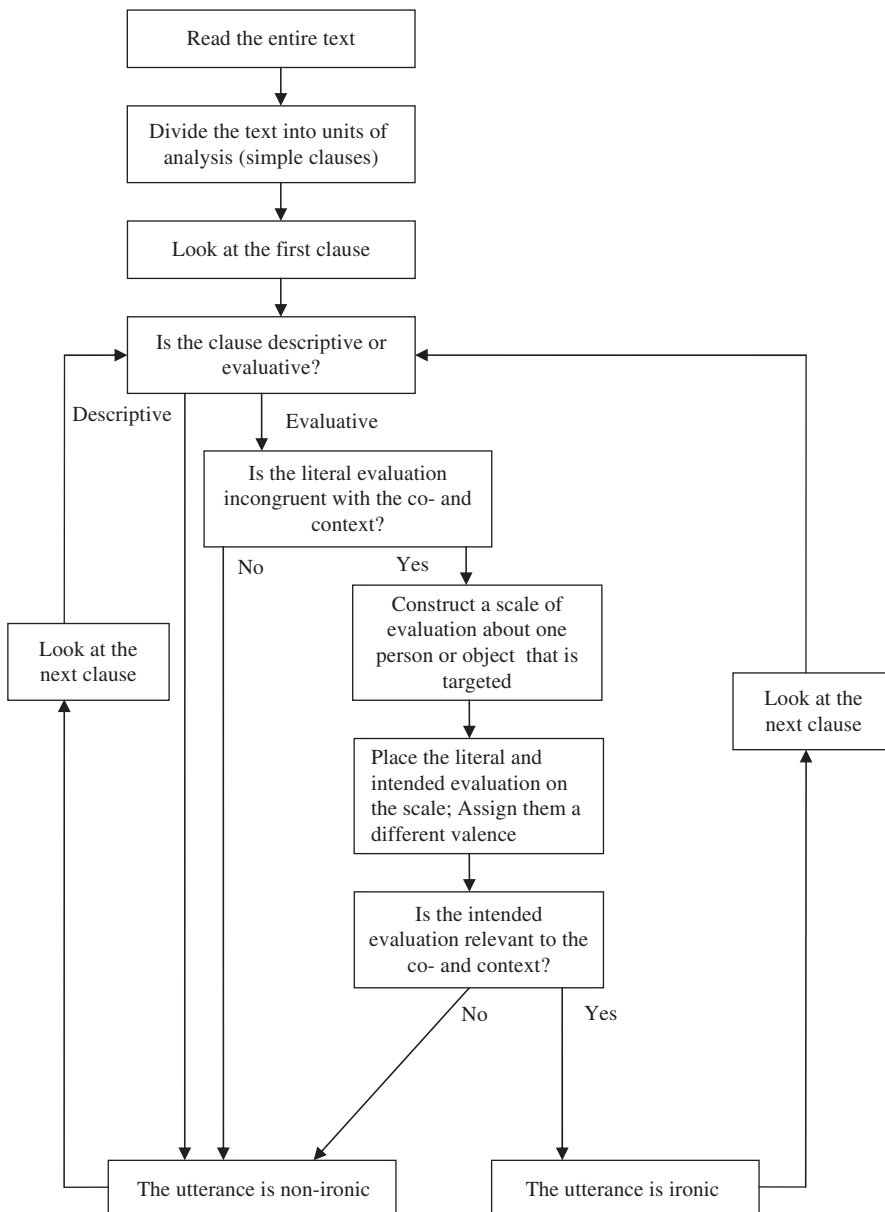 Read the entire text
Divide the text into units of
analysis (simple clauses)
Look at the first clause
Is the clause descriptive or
evaluative?
Descriptive
Evaluative
Is the literal evaluation
incongruent with the co- and
context?
No
Yes
Construct a scale of
evaluation about one
person or object that is
targeted
Look at the
next clause
Look at the
next clause
Place the literal and
intended evaluation on
the scale; Assign them a
different valence
Is the intended
evaluation relevant to the
co- and context?
No
Yes
The utterance is non-ironic
The utterance is ironic